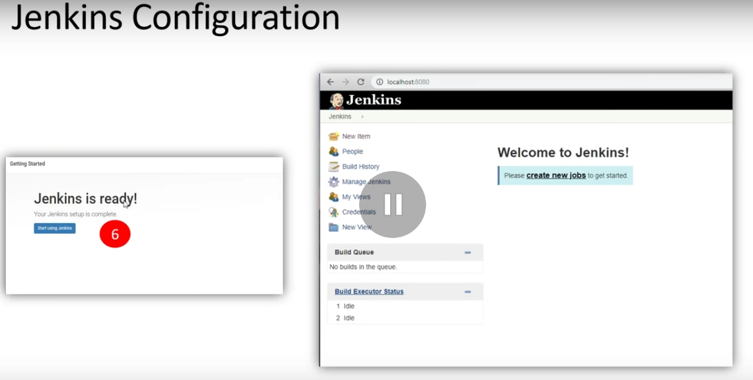 Jenkins Configuration
Getting Started
Jenkins is ready!
Your Jenkins setup is complete.
Start using Jenkins
6
localhost:8080
Jenkins
Jenkins
New Item
People
Build History
Manage Jenkins
My Views
Credentials
New View
Welcome to Jenkins!
Please create new jobs to get started.
Build Queue
No builds in the queue.
Build Executor Status
1 Idle
2 Idle